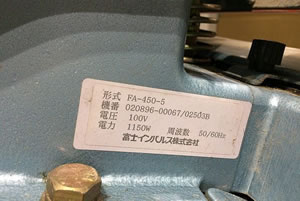 形式 FA-450-5
機番 020896-00067/02503B
電圧 100V
電力 1150W 周波数 50/60Hz
富士インパルス株式会社